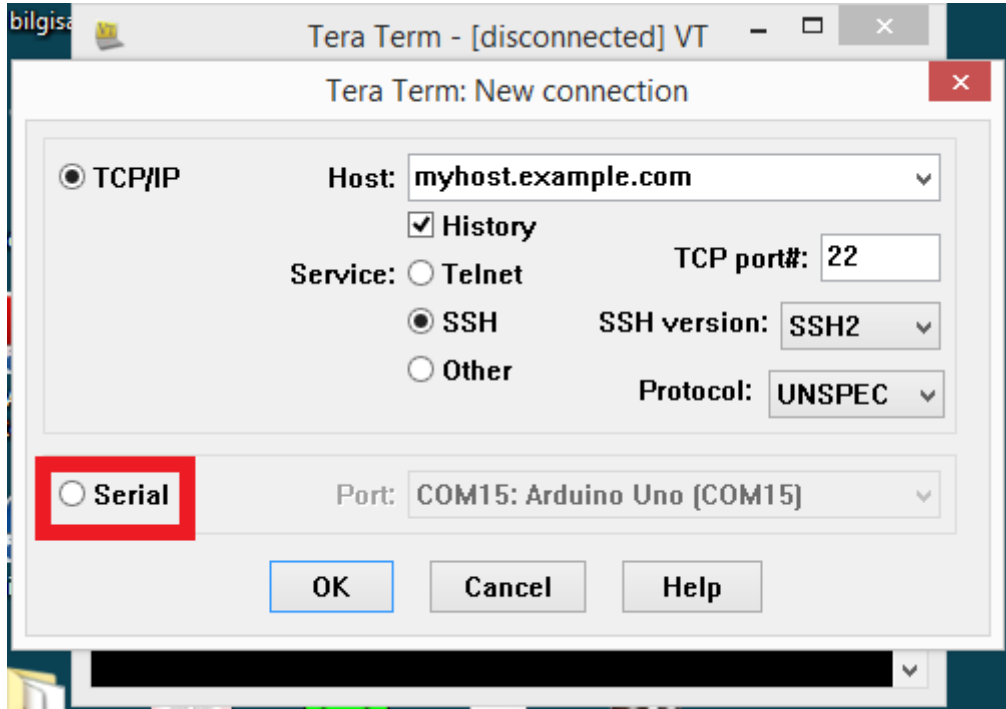 bilgisa
Tera Term - [disconnected] VT
Tera Term: New connection
TCP/IP
Host: myhost.example.com
History
Service: Telnet
TCP port#: 22
SSH
SSH version: SSH2
Other
Protocol: UNSPEC
Serial
Port: COM15: Arduino Uno (COM15)
OK Cancel Help